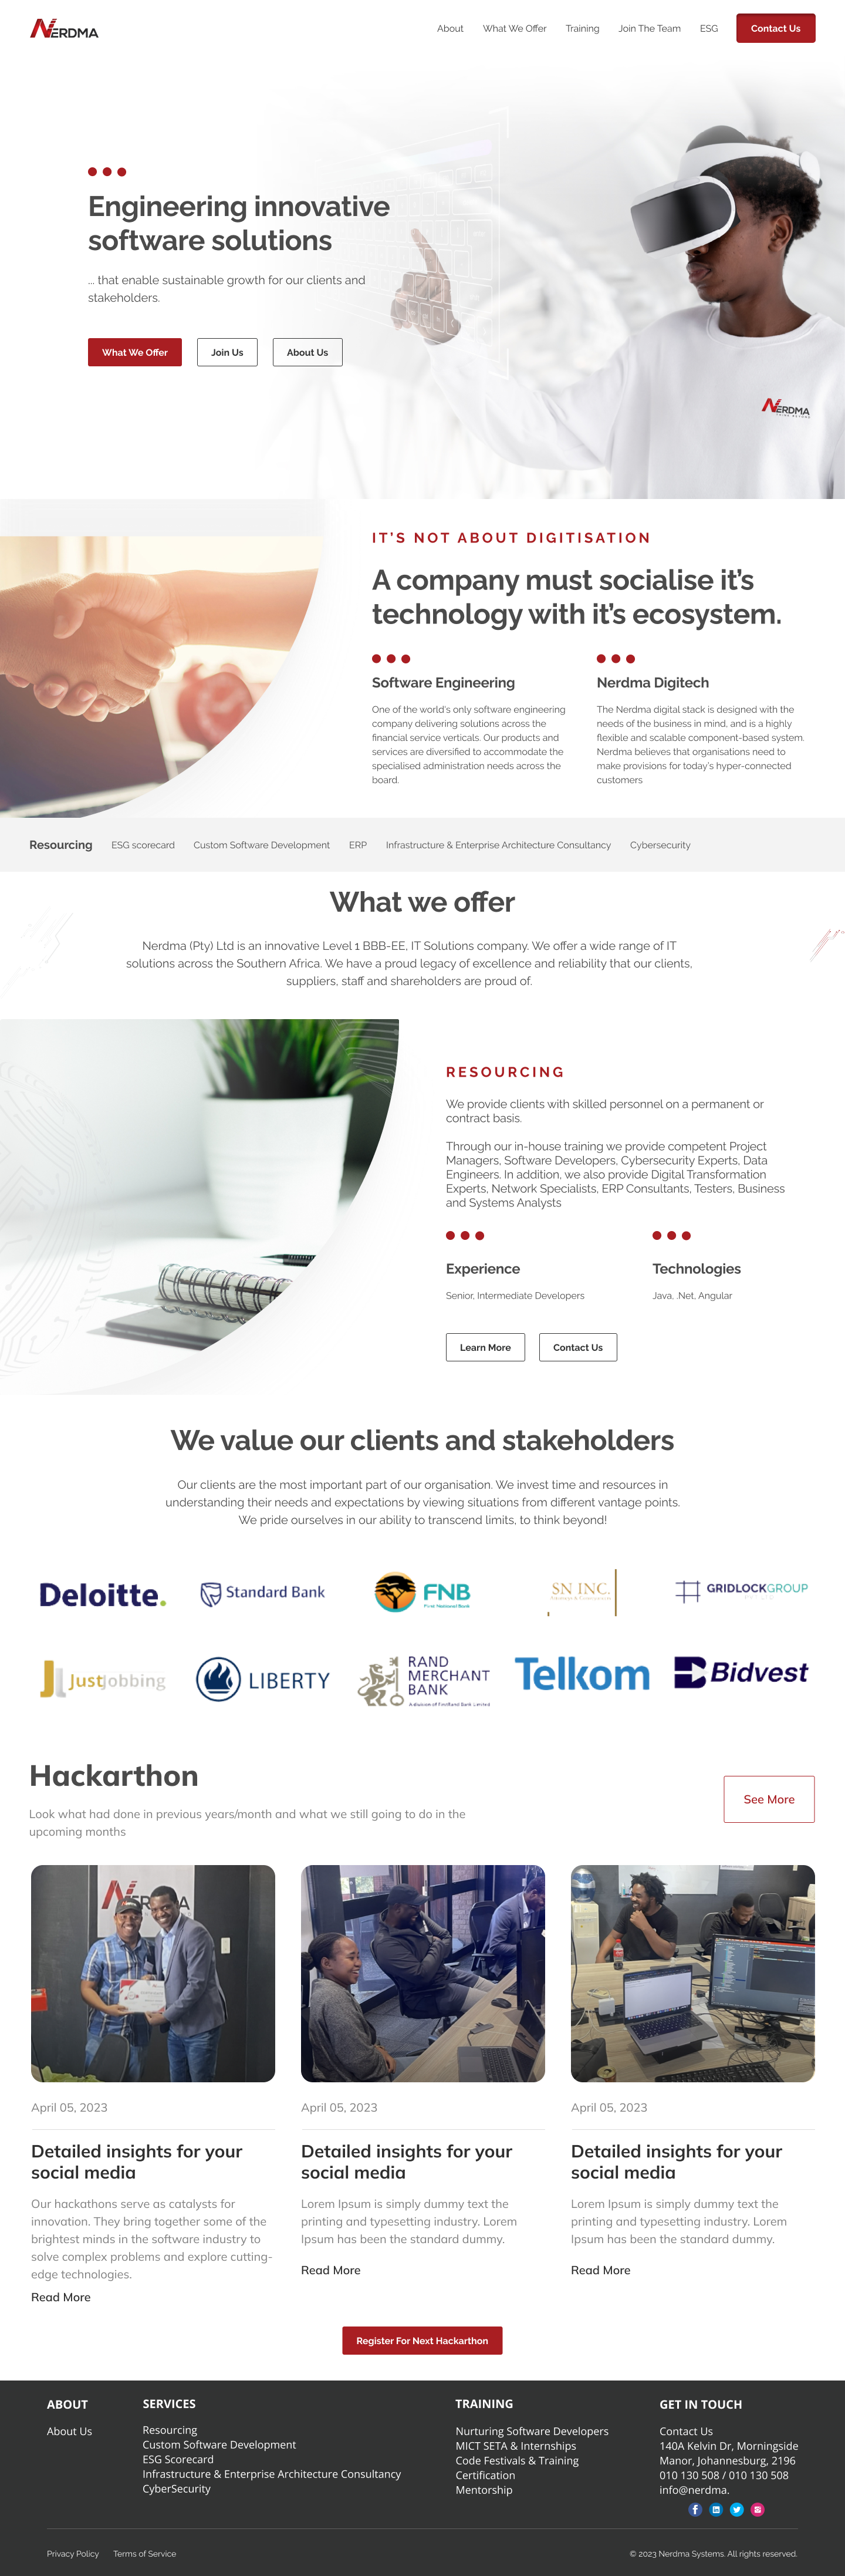 NERDMA
About
What We Offer
Training
Join The Team
ESG
Contact Us
Engineering innovative
software solutions
... that enable sustainable growth for our clients and
stakeholders.
What We Offer
Join Us
About Us
NERDMA
THINK BEYOND
IT'S NOT ABOUT DIGITISATION
A company must socialise it's
technology with it's ecosystem.
Software Engineering
One of the world's only software engineering
company delivering solutions across the
financial service verticals. Our products and
services are diversified to accommodate the
specialised administration needs across the
board.
Nerdma Digitech
The Nerdma digital stack is designed with the
needs of the business in mind, and is a highly
flexible and scalable component-based system.
Nerdma believes that organisations need to
make provisions for today's hyper-connected
customers
Resourcing
ESG scorecard
Custom Software Development
ERP
Infrastructure & Enterprise Architecture Consultancy
Cybersecurity
What we offer
Nerdma (Pty) Ltd is an innovative Level 1 BBB-EE, IT Solutions company. We offer a wide range of IT
solutions across the Southern Africa. We have a proud legacy of excellence and reliability that our clients,
suppliers, staff and shareholders are proud of.
RESOURCING
We provide clients with skilled personnel on a permanent or
contract basis.
Through our in-house training we provide competent Project
Managers, Software Developers, Cybersecurity Experts, Data
Engineers. In addition, we also provide Digital Transformation
Experts, Network Specialists, ERP Consultants, Testers, Business
and Systems Analysts
Experience
Senior, Intermediate Developers
Technologies
Java, .Net, Angular
Learn More
Contact Us
We value our clients and stakeholders
Our clients are the most important part of our organisation. We invest time and resources in
understanding their needs and expectations by viewing situations from different vantage points.
We pride ourselves in our ability to transcend limits, to think beyond!
Deloitte.
Standard Bank
FNB
First National Bank
SN INC.
GRIDLOCKGROUP
JustJobbing
LIBERTY
RAND
MERCHANT
BANK
A division of FirstRand Bank Limited
Telkom
Bidvest
Hackarthon
Look what had done in previous years/month and what we still going to do in the
upcoming months
See More
NERDMA
April 05, 2023
Detailed insights for your
social media
Our hackathons serve as catalysts for
innovation. They bring together some of the
brightest minds in the software industry to
solve complex problems and explore cutting-
edge technologies.
Read More
April 05, 2023
Detailed insights for your
social media
Lorem Ipsum is simply dummy text the
printing and typesetting industry. Lorem
Ipsum has been the standard dummy.
Read More
April 05, 2023
Detailed insights for your
social media
Lorem Ipsum is simply dummy text the
printing and typesetting industry. Lorem
Ipsum has been the standard dummy.
Read More
Register For Next Hackarthon
ABOUT
About Us
SERVICES
Resourcing
Custom Software Development
ESG Scorecard
Infrastructure & Enterprise Architecture Consultancy
CyberSecurity
TRAINING
Nurturing Software Developers
MICT SETA & Internships
Code Festivals & Training
Certification
Mentorship
GET IN TOUCH
Contact Us
140A Kelvin Dr, Morningside
Manor, Johannesburg, 2196
010 130 508 / 010 130 508
info@nerdma.
Privacy Policy
Terms of Service
© 2023 Nerdma Systems. All rights reserved.